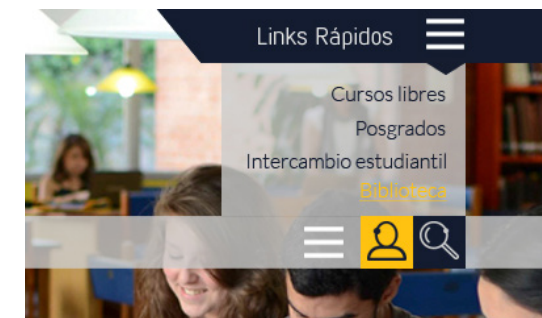 Links Rápidos
Cursos libres
Posgrados
Intercambio estudiantil
Biblioteca